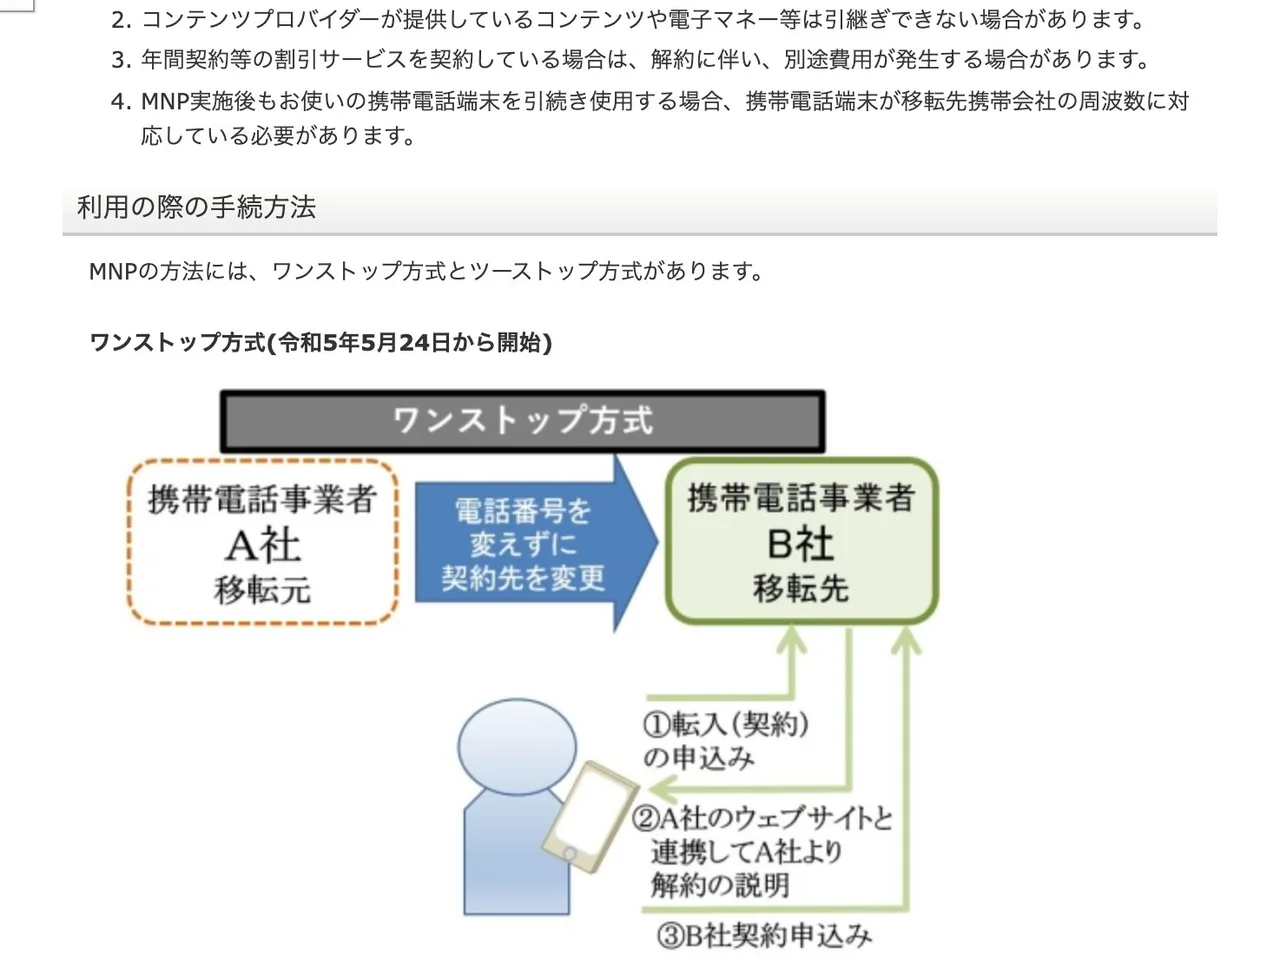 2. コンテンツプロバイダーが提供しているコンテンツや電子マネー等は引継ぎできない場合があります。
3. 年間契約等の割引サービスを契約している場合は、解約に伴い、別途費用が発生する場合があります。
4. MNP実施後もお使いの携帯電話端末を引続き使用する場合、携帯電話端末が移転先携帯会社の周波数に対
応している必要があります。
利用の際の手続方法
MNPの方法には、ワンストップ方式とツーストップ方式があります。
ワンストップ方式(令和5年5月24日から開始)
ワンストップ方式
携帯電話事業者
A社
移転元
電話番号を
変えずに
契約先を変更
携帯電話事業者
B社
移転先
①転入(契約)
の申込み
②A社のウェブサイトと
連携してA社より
解約の説明
③B社契約申込み